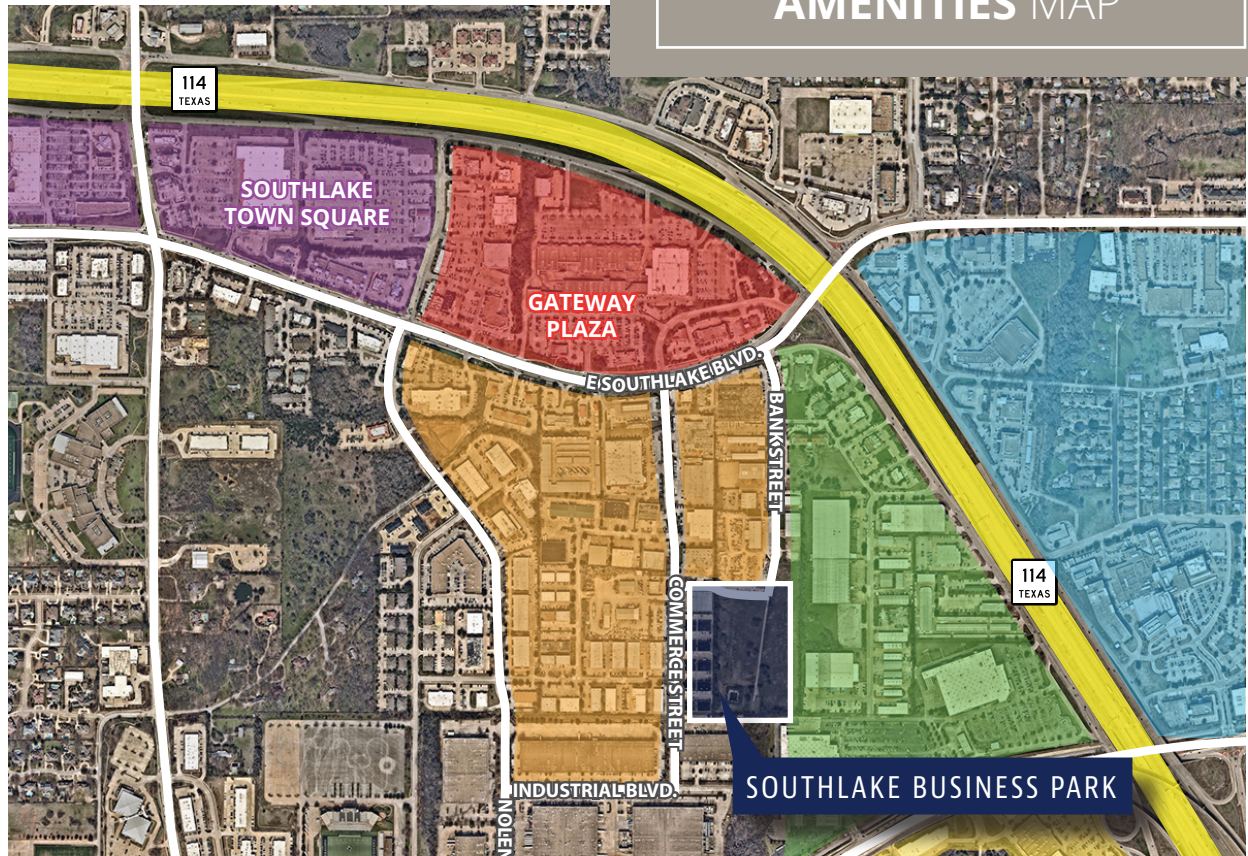 AMENITIES MAP
114
TEXAS
SOUTHLAKE
TOWN SQUARE
GATEWAY
PLAZA
E SOUTHLAKE BLVD.
BANK STREET
114
TEXAS
COMMERCE STREET
SOUTHLAKE BUSINESS PARK
INDUSTRIAL BLVD.
NOLEN